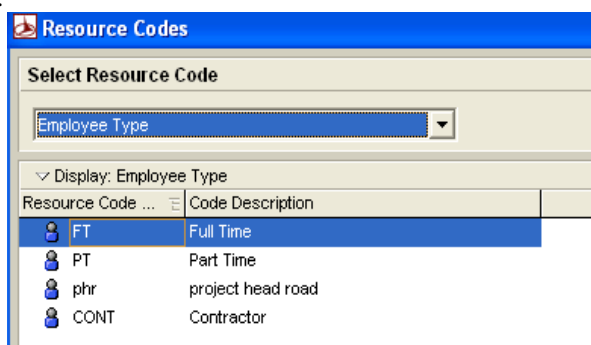 Resource Codes
Select Resource Code
Employee Type
Display: Employee Type
Resource Code ... Code Description
FT Full Time
PT Part Time
phr project head road
CONT Contractor